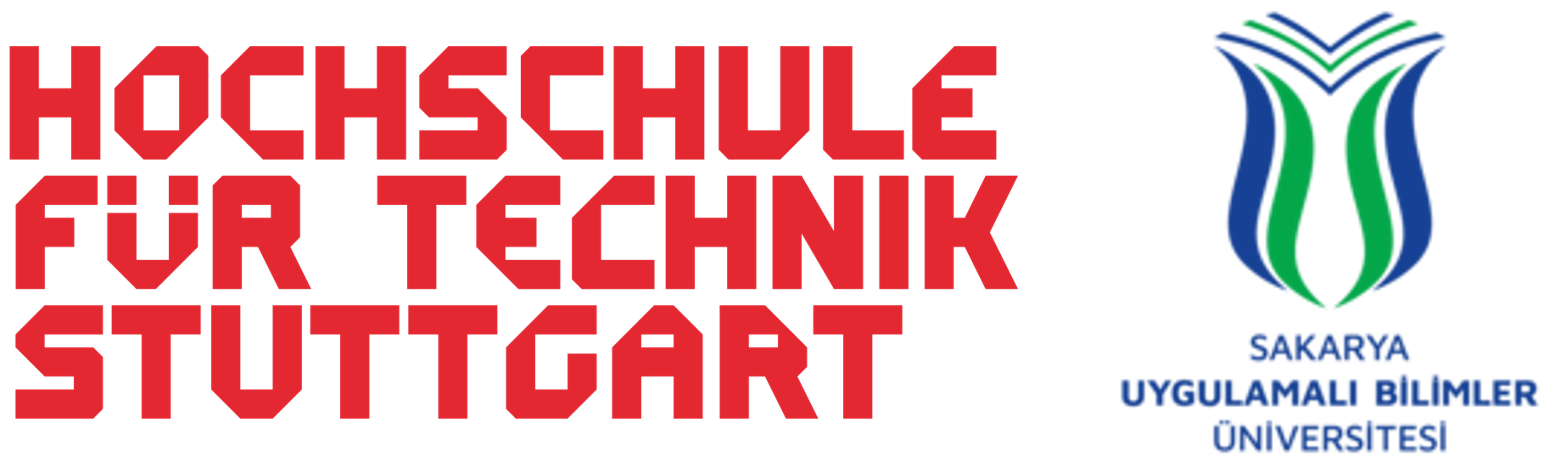 HOCHSCHULE
FÜR TECHNIK
STUTTGART
SAKARYA
UYGULAMALI BİLİMLER
ÜNİVERSİTESİ